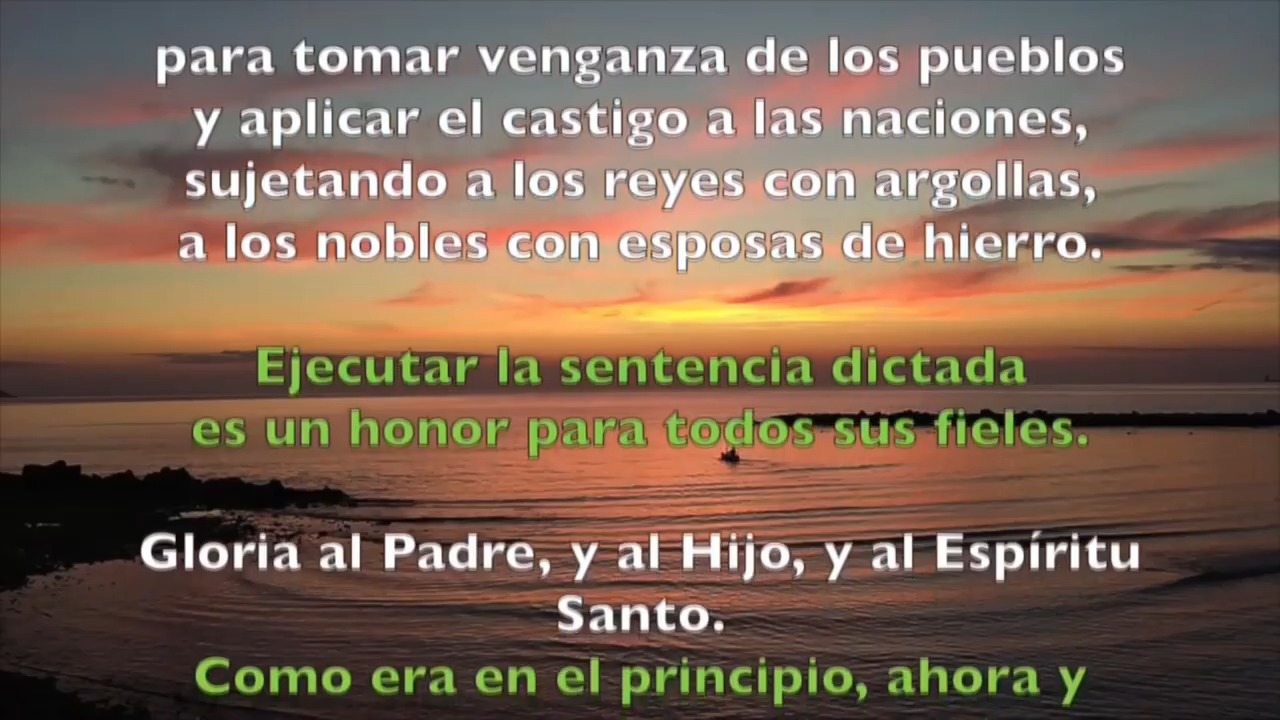 para tomar venganza de los pueblos
y aplicar el castigo a las naciones,
sujetando a los reyes con argollas,
a los nobles con esposas de hierro.
Ejecutar la sentencia dictada
es un honor para todos sus fieles.
Gloria al Padre, y al Hijo, y al Espíritu
Santo.
Como era en el principio, ahora y